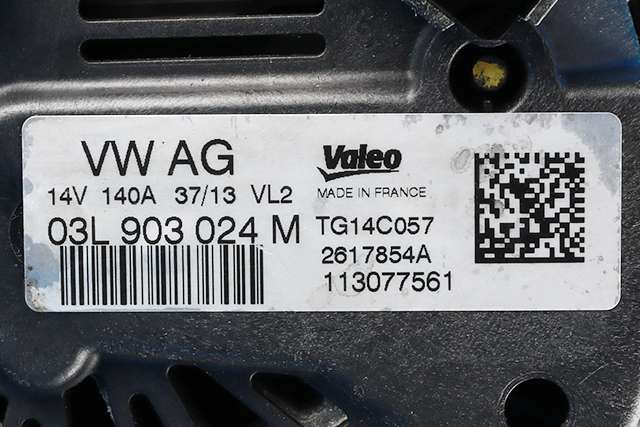 VW AG
14V 140A 37/13 VL2
03L 903 024 M
Valeo
MADE IN FRANCE
TG14C057
2617854A
113077561